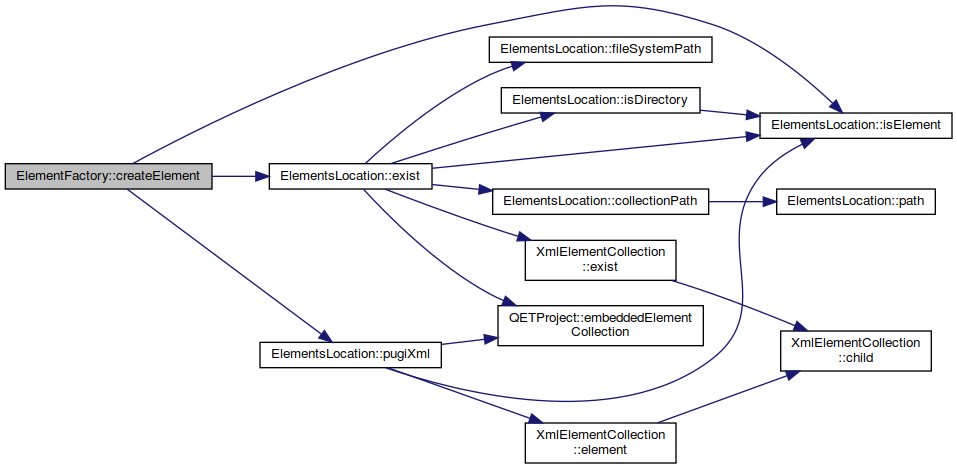 ElementFactory::createElement
ElementsLocation::exist
ElementsLocation::pugiXml
ElementsLocation::fileSystemPath
ElementsLocation::isDirectory
ElementsLocation::collectionPath
XmlElementCollection
::exist
QETProject::embeddedElement
Collection
XmlElementCollection
::element
ElementsLocation::isElement
ElementsLocation::path
XmlElementCollection
::child